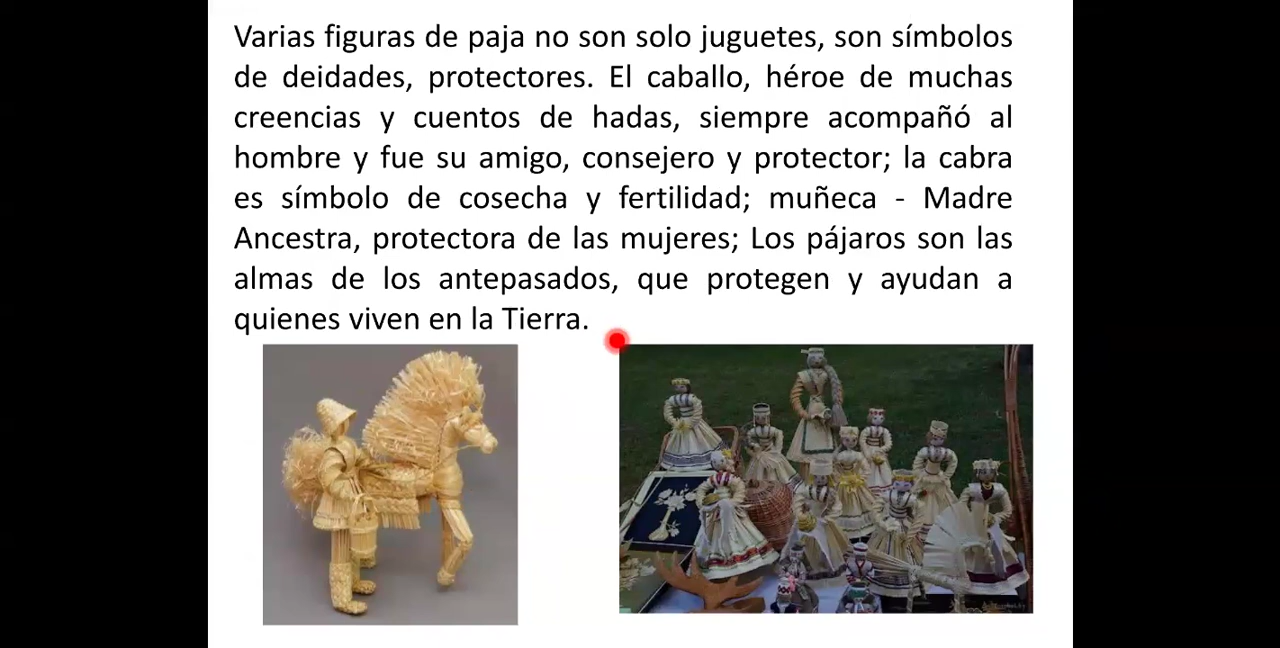 Varias figuras de paja no son solo juguetes, son símbolos
de deidades, protectores. El caballo, héroe de muchas
creencias y cuentos de hadas, siempre acompañó al
hombre y fue su amigo, consejero y protector; la cabra
es símbolo de cosecha y fertilidad; muñeca - Madre
Ancestra, protectora de las mujeres; Los pájaros son las
almas de los antepasados, que protegen y ayudan a
quienes viven en la Tierra.